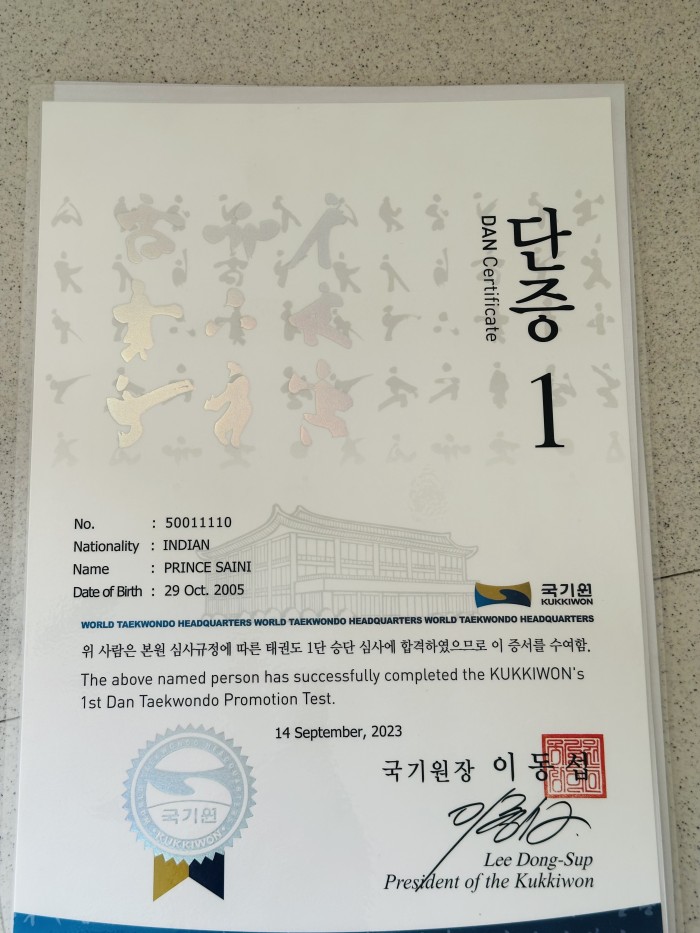 단증
DAN Certificate
1
No. : 50011110
Nationality : INDIAN
Name : PRINCE SAINI
Date of Birth : 29 Oct. 2005
국기원
KUKKIWON
WORLD TAEKWONDO HEADQUARTERS WORLD TAEKWONDO HEADQUARTERS WORLD TAEKWONDO HEADQUARTERS
위 사람은 본원 심사규정에 따른 태권도 1단 승단 심사에 합격하였으므로 이 증서를 수여함.
The above named person has successfully completed the KUKKIWON's
1st Dan Taekwondo Promotion Test.
14 September, 2023
국기원장 이동섭
국기원
KUKKIWON
Lee Dong-Sup
President of the Kukkiwon